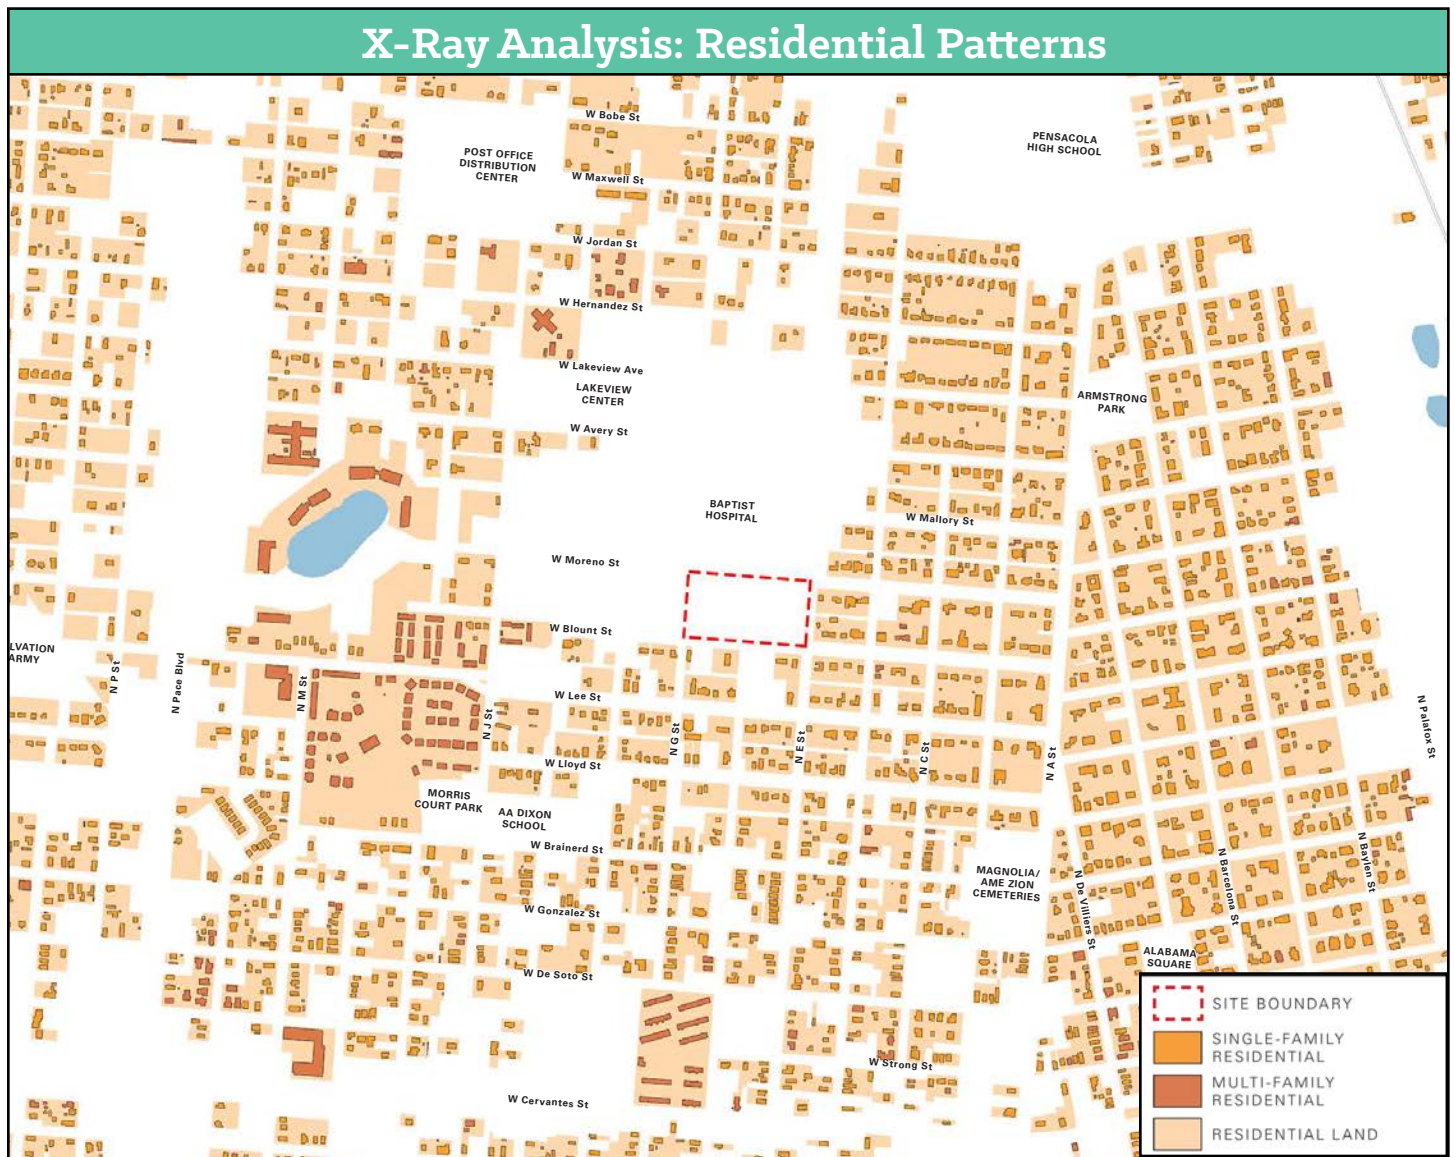 X-Ray Analysis: Residential Patterns
W Bobe St
PENSACOLA
HIGH SCHOOL
POST OFFICE
DISTRIBUTION
CENTER
W Maxwell St
W Jordan St
W Hernandez St
W Lakeview Ave
LAKEVIEW
CENTER
ARMSTRONG
PARK
W Avery St
BAPTIST
HOSPITAL
W Mallory St
W Moreno St
W Blount St
LVATION
ARMY
N P St
N Pace Blvd
N M St
W Lee St
N J St
N G St
N E St
N C St
N A St
N Palafox St
W Lloyd St
MORRIS
COURT PARK
AA DIXON
SCHOOL
W Brainerd St
MAGNOLIA/
AME ZION
CEMETERIES
N De Villiers St
N Barcelona St
N Baylen St
W Gonzalez St
ALABAMA
SQUARE
W De Soto St
W Strong St
W Cervantes St
SITE BOUNDARY
SINGLE-FAMILY
RESIDENTIAL
MULTI-FAMILY
RESIDENTIAL
RESIDENTIAL LAND